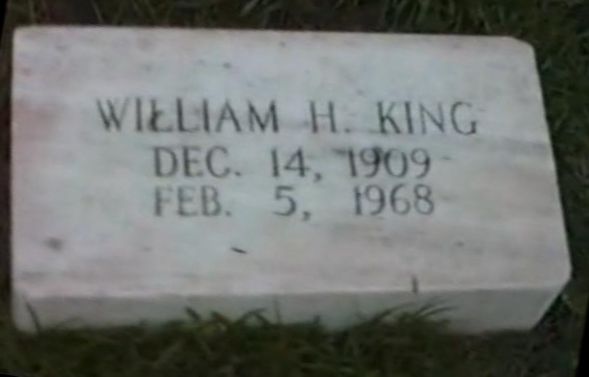 WILLIAM H. KING
DEC. 14, 1909
FEB. 5, 1968